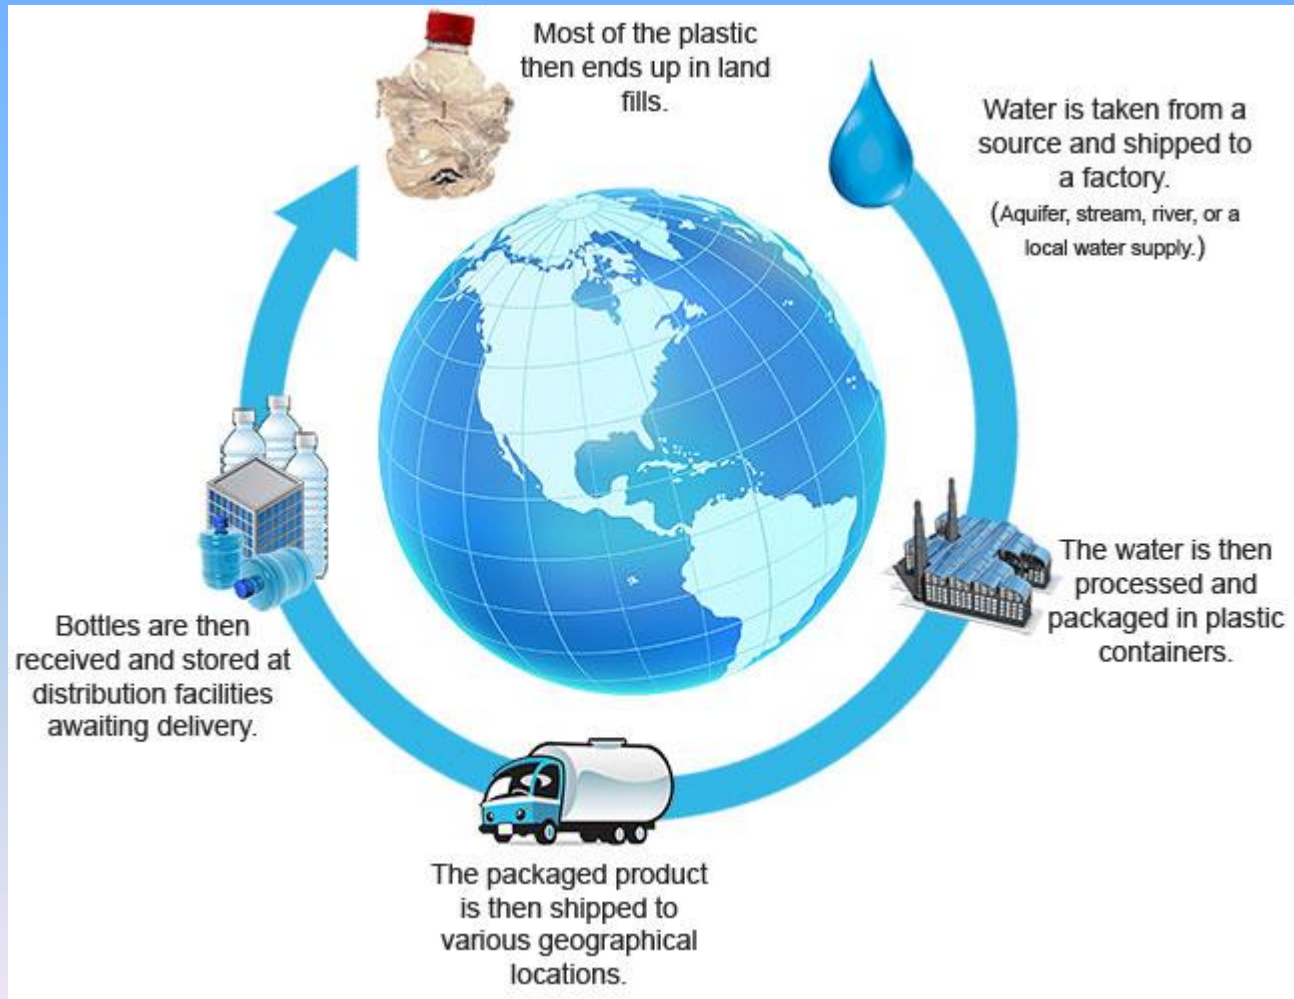 Most of the plastic
then ends up in land
fills.
Water is taken from a
source and shipped to
a factory.
(Aquifer, stream, river, or a
local water supply.)
The water is then
processed and
packaged in plastic
containers.
The packaged product
is then shipped to
various geographical
locations.
Bottles are then
received and stored at
distribution facilities
awaiting delivery.